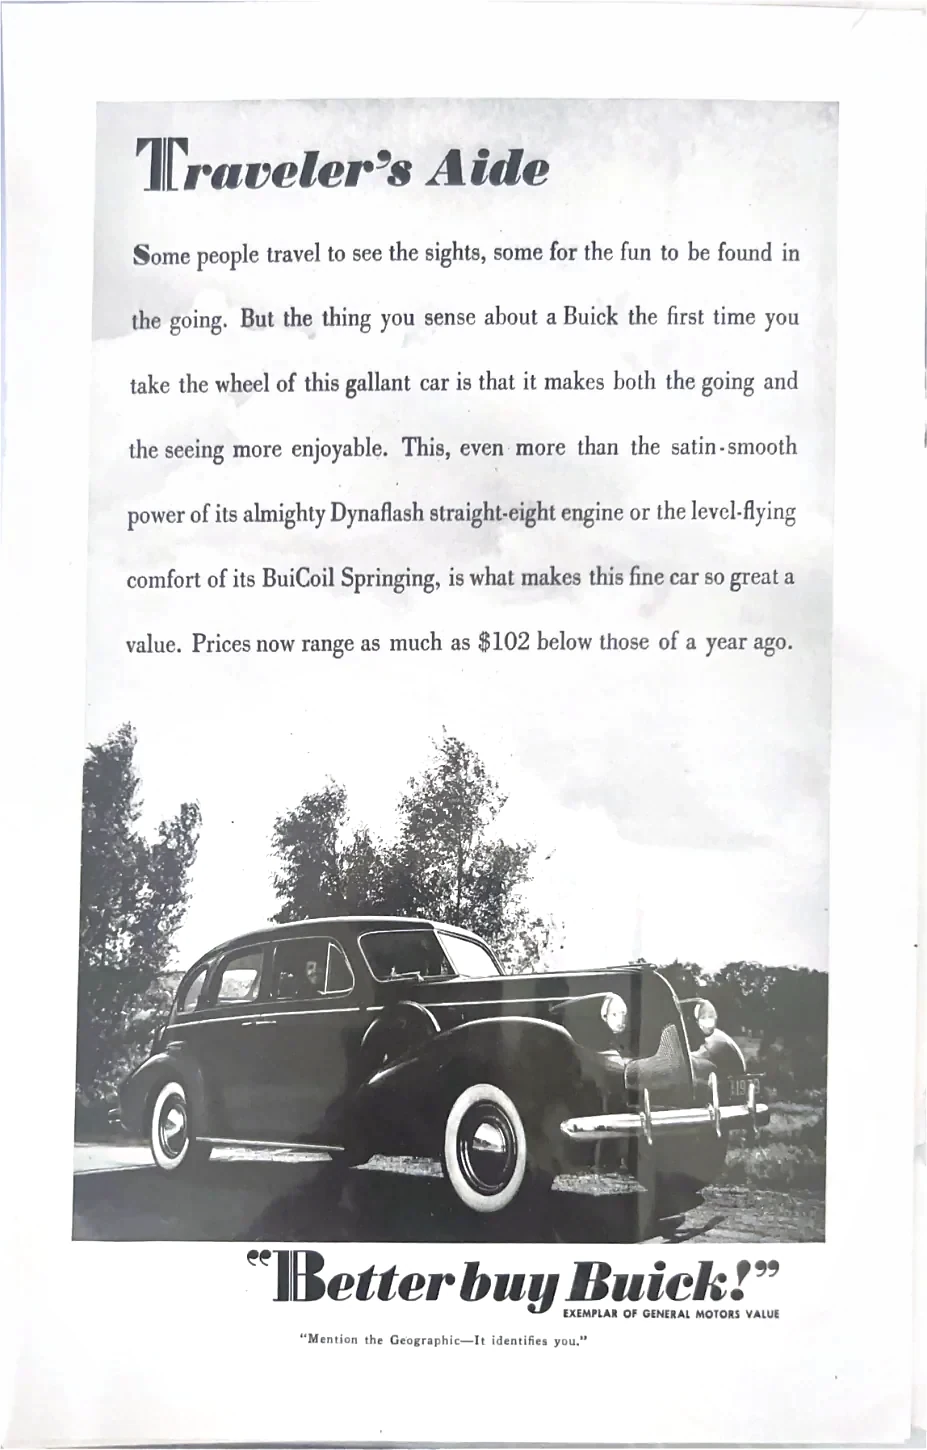 Traveler's Aide
Some people travel to see the sights, some for the fun to be found in
the going. But the thing you sense about a Buick the first time you
take the wheel of this gallant car is that it makes both the going and
the seeing more enjoyable. This, even more than the satin-smooth
power of its almighty Dynaflash straight-eight engine or the level-flying
comfort of its BuiCoil Springing, is what makes this fine car so great a
value. Prices now range as much as $102 below those of a year ago.
“Better buy Buick!”
EXEMPLAR OF GENERAL MOTORS VALUE
“Mention the Geographic—It identifies you.”